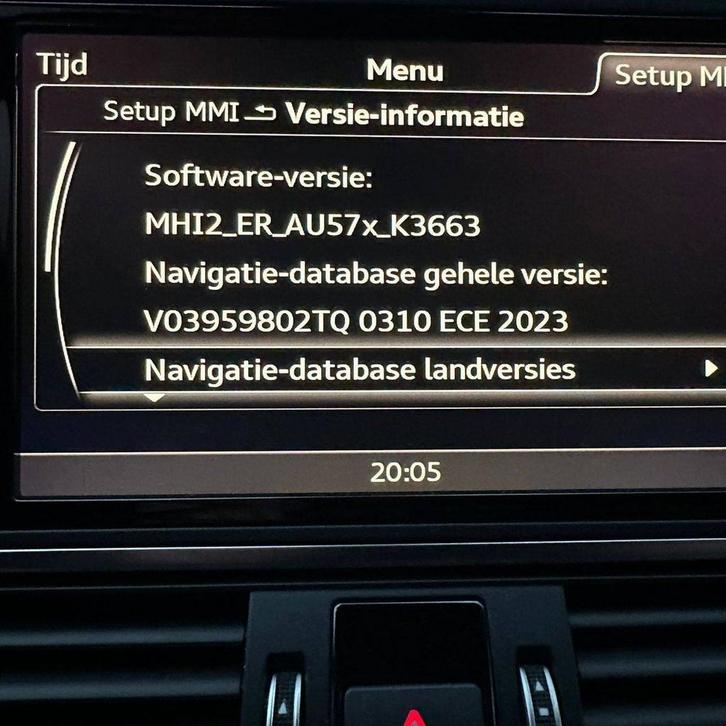 Tijd
Menu
Setup M
Setup MMI Versie-informatie
Software-versie:
MHI2_ER_AU57x_K3663
Navigatie-database gehele versie:
V03959802TQ 0310 ECE 2023
Navigatie-database landversies
20:05